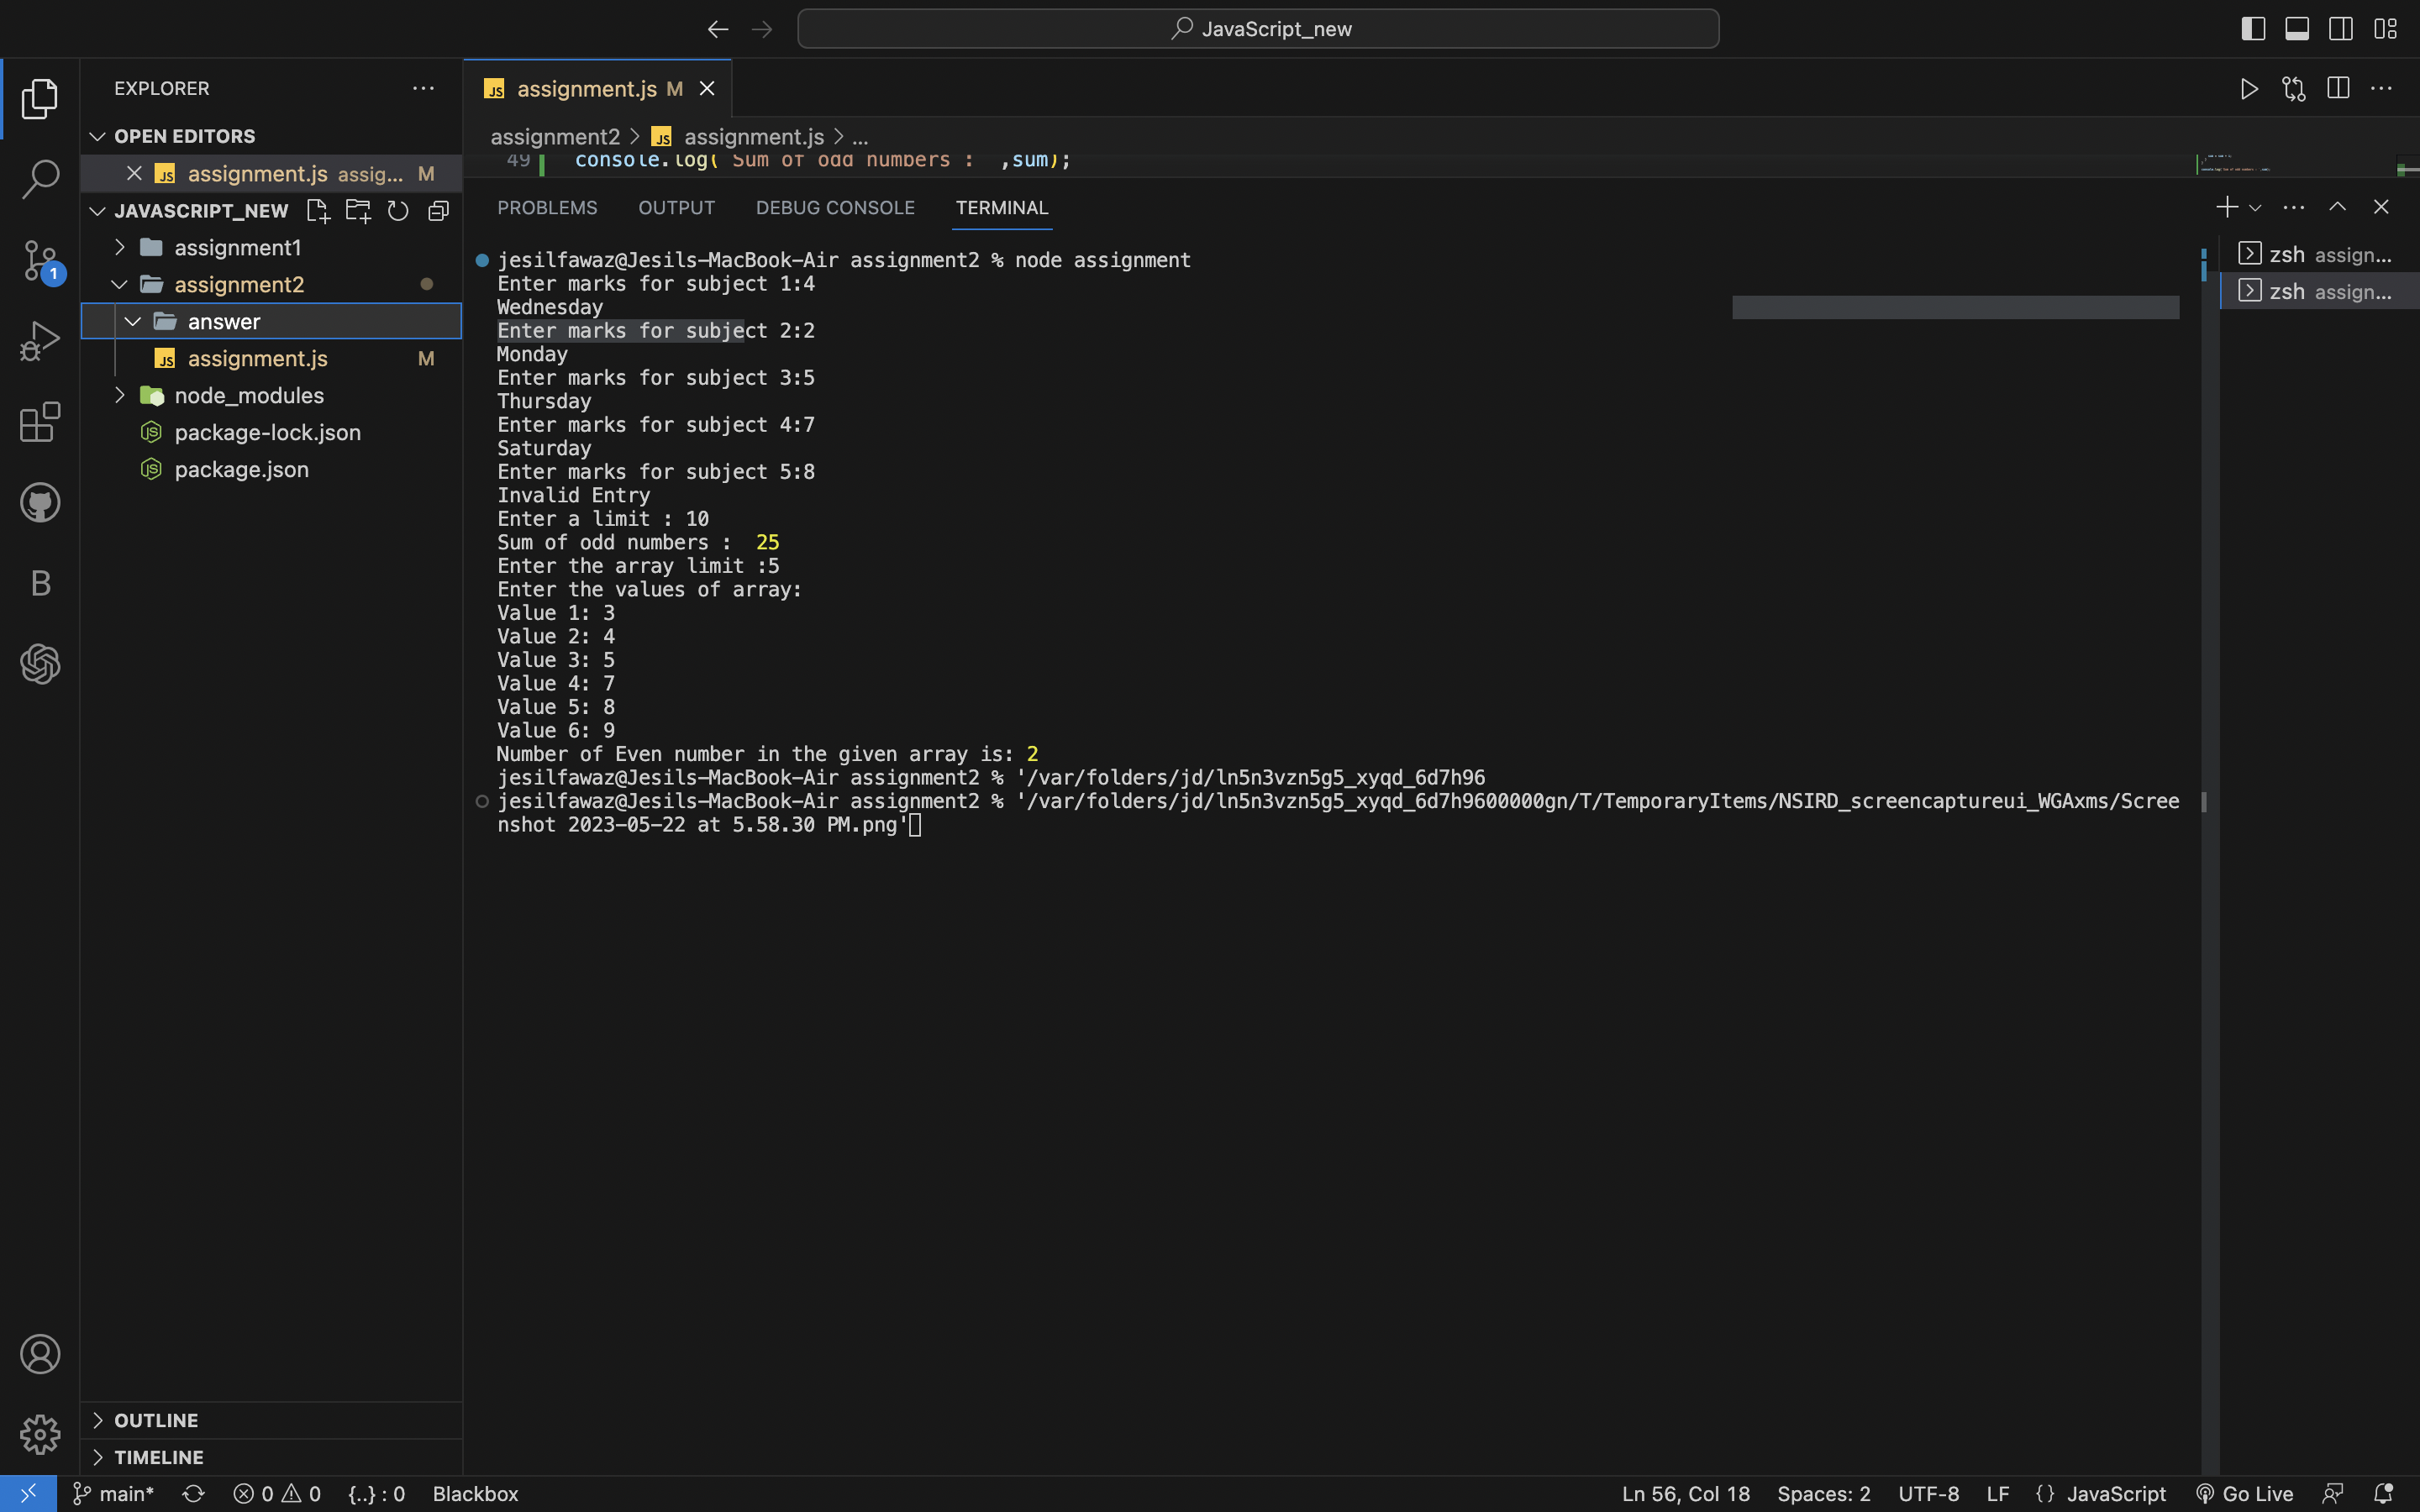 JavaScript_new
EXPLORER
OPEN EDITORS
assignment.js assig... M
JAVASCRIPT_NEW
assignment1
assignment2
answer
assignment.js M
node_modules
package-lock.json
package.json
OUTLINE
TIMELINE
1
B
JS assignment.js M
assignment2 > JS assignment.js > ...
49 console.log( Sum of odd numbers : ,sum);
PROBLEMS OUTPUT DEBUG CONSOLE TERMINAL
jesilfawaz@Jesils-MacBook-Air assignment2 % node assignment
Enter marks for subject 1:4
Wednesday
Enter marks for subject 2:2
Monday
Enter marks for subject 3:5
Thursday
Enter marks for subject 4:7
Saturday
Enter marks for subject 5:8
Invalid Entry
Enter a limit : 10
Sum of odd numbers :  25
Enter the array limit :5
Enter the values of array:
Value 1: 3
Value 2: 4
Value 3: 5
Value 4: 7
Value 5: 8
Value 6: 9
Number of Even number in the given array is: 2
jesilfawaz@Jesils-MacBook-Air assignment2 % '/var/folders/jd/ln5n3vzn5g5_xyqd_6d7h96
jesilfawaz@Jesils-MacBook-Air assignment2 % '/var/folders/jd/ln5n3vzn5g5_xyqd_6d7h9600000gn/T/TemporaryItems/NSIRD_screencaptureui_WGAxms/Scree
nshot 2023-05-22 at 5.58.30 PM.png'
zsh assign...
zsh assign...
main* 0 0 {..} : 0 Blackbox Ln 56, Col 18 Spaces: 2 UTF-8 LF {} JavaScript Go Live